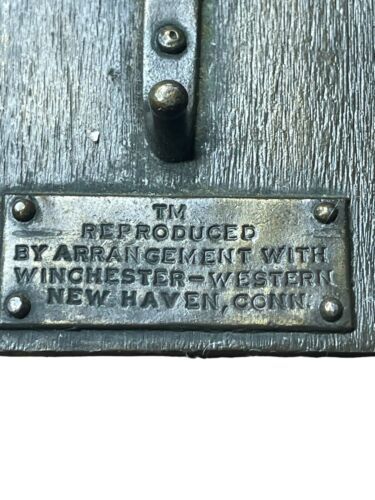 TM
REPRODUCED
BY ARRANGEMENT WITH
WINCHESTER-WESTERN
NEW HAVEN, CONN.